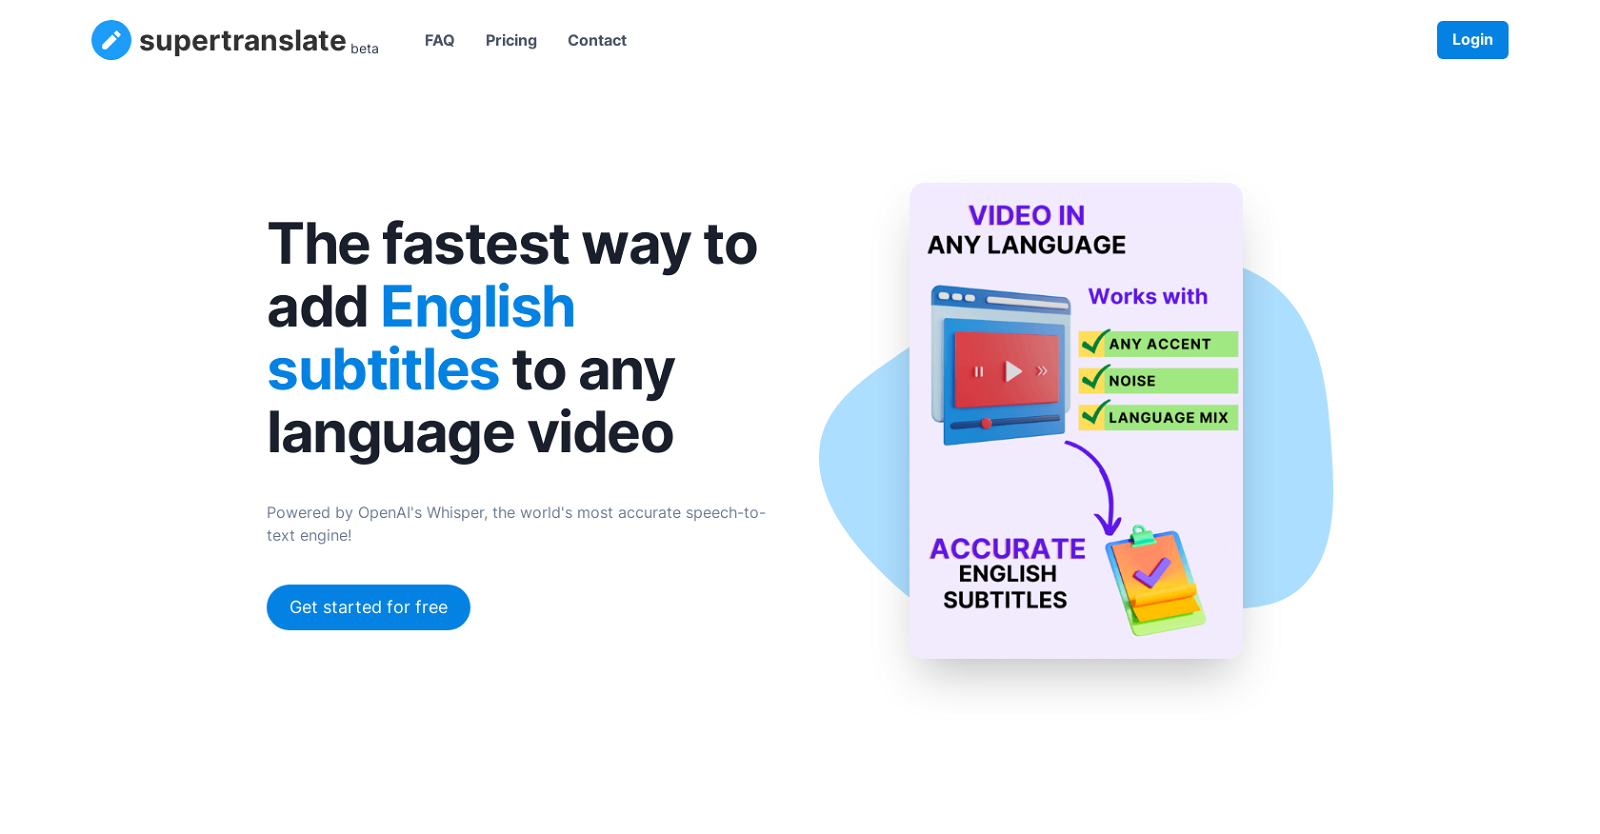 supertranslate beta
FAQ
Pricing
Contact
Login
The fastest way to
add English
subtitles to any
language video
Powered by OpenAI's Whisper, the world's most accurate speech-to-
text engine!
Get started for free
VIDEO IN
ANY LANGUAGE
Works with
ANY ACCENT
NOISE
LANGUAGE MIX
ACCURATE
ENGLISH
SUBTITLES